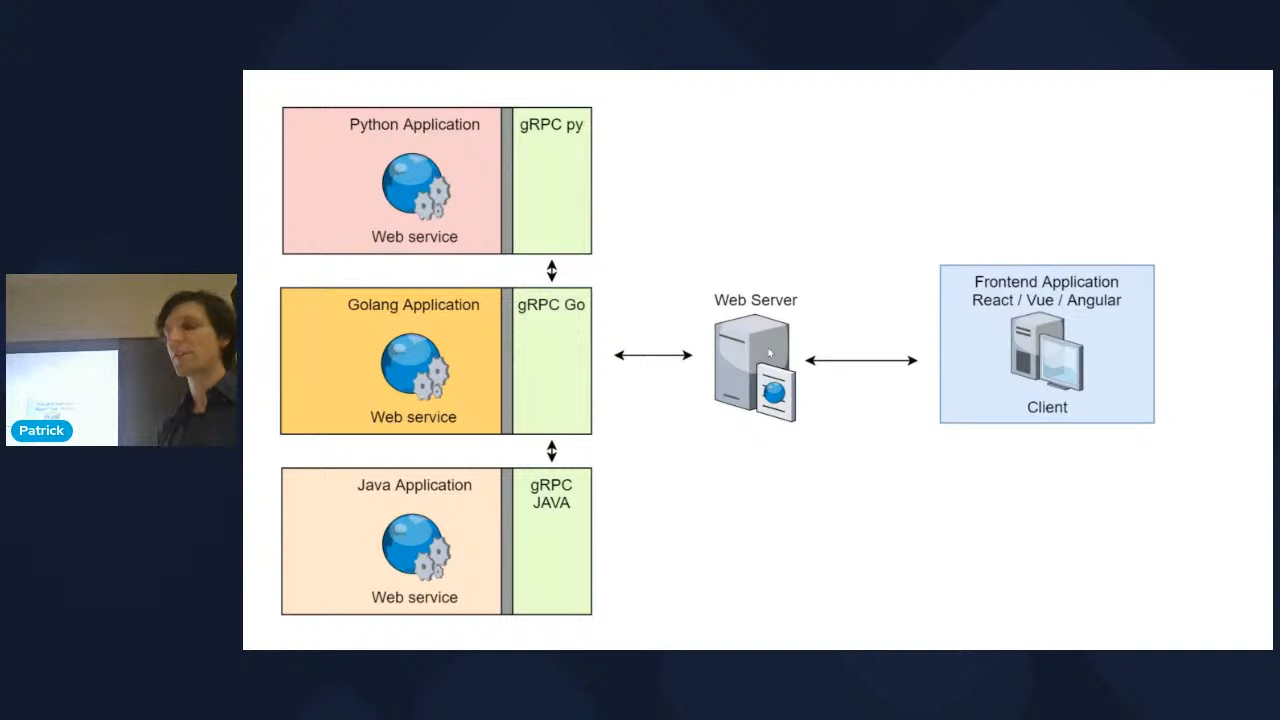 Python Application
gRPC py
Web service
Golang Application
gRPC Go
Web service
Java Application
gRPC
JAVA
Web service
Web Server
Frontend Application
React / Vue / Angular
Client
Patrick